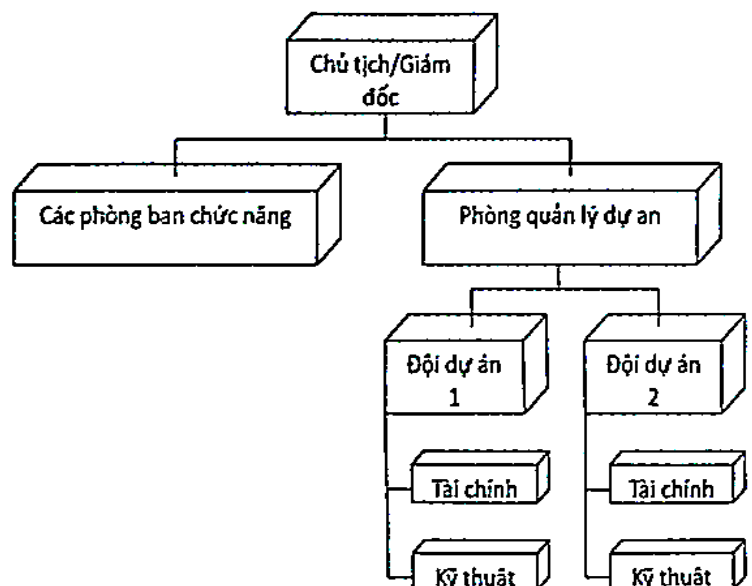 Chủ tịch/Giám
đốc
Các phòng ban chức năng
Phòng quản lý dự an
Đội dự án
1
Đội dự án
2
Tài chính
Tài chính
Kỹ thuật
Kỹ thuật